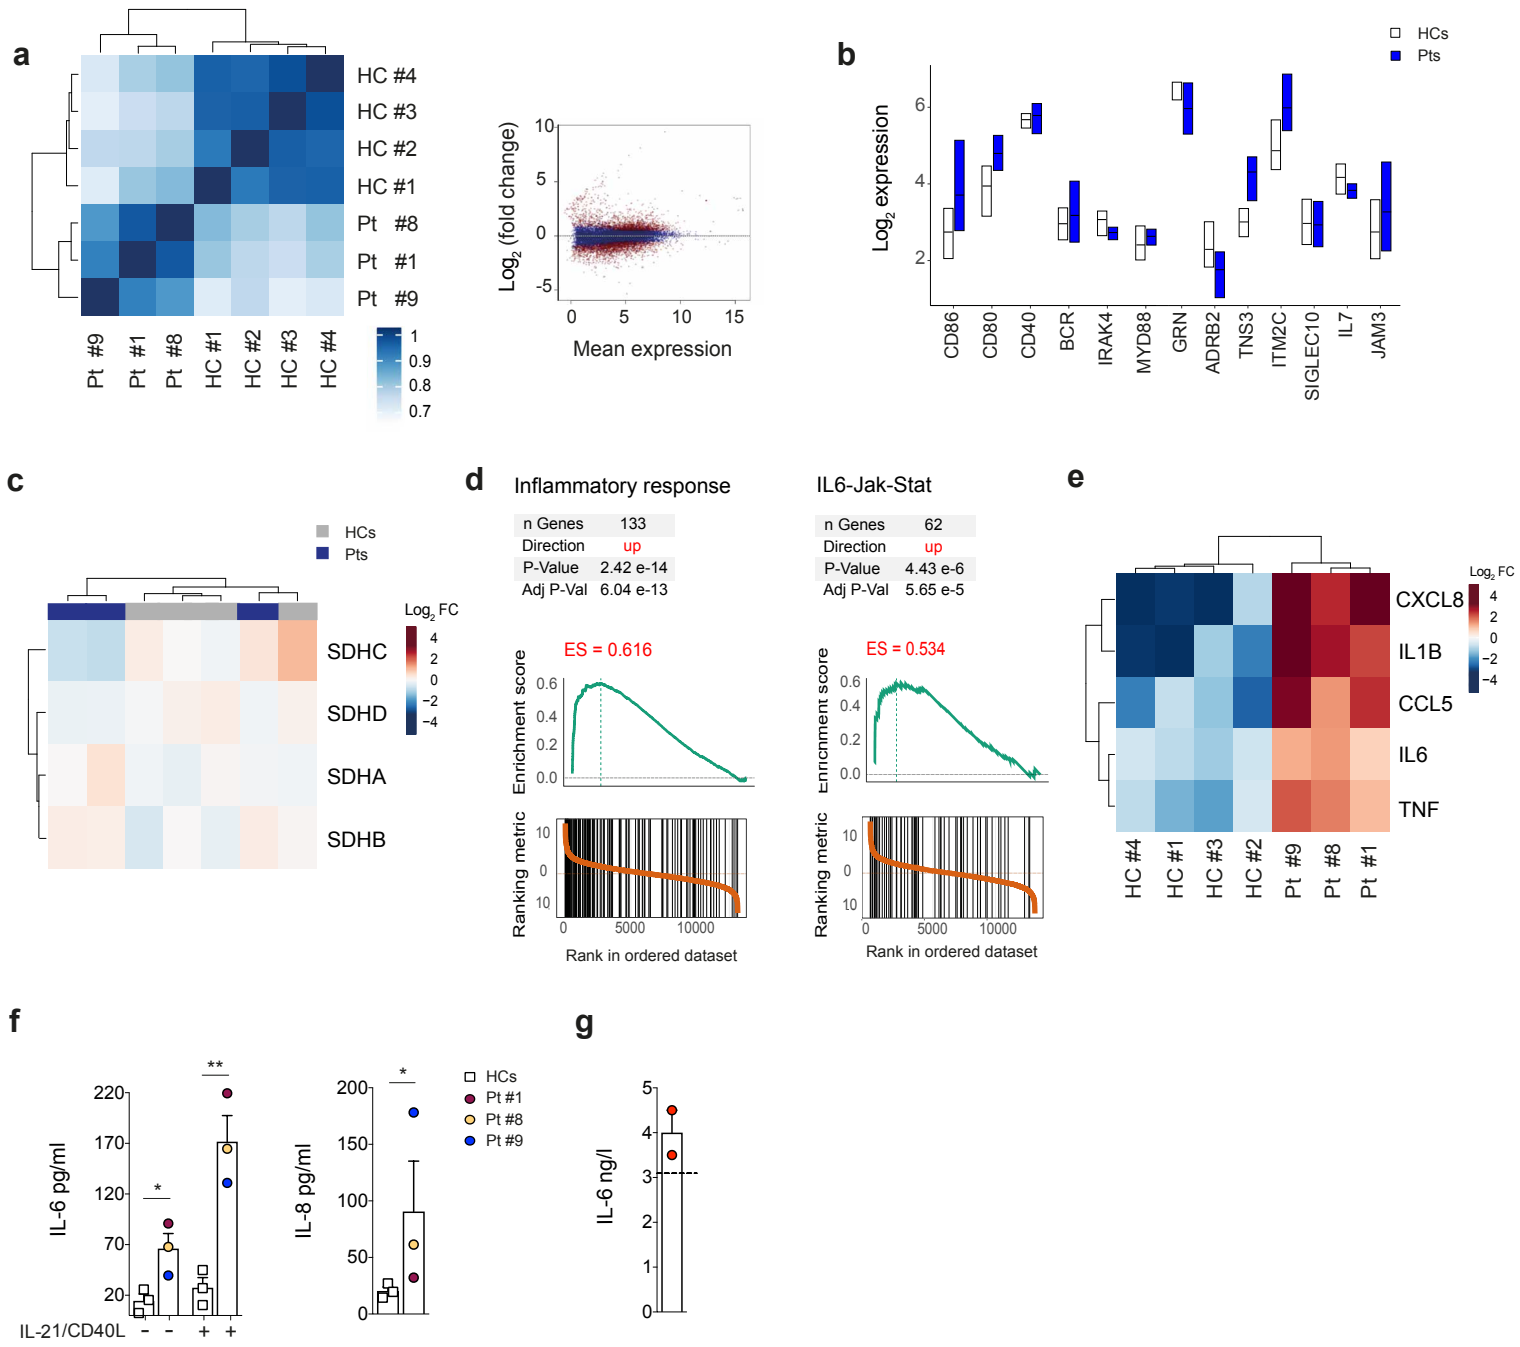 a
HC #4
HC #3
HC #2
HC #1
Pt #8
Pt #1
Pt #9
Pt #9
Pt #1
Pt #8
HC #1
HC #2
HC #3
HC #4
1
0.9
0.8
0.7
Log2 (fold change)
10
5
0
-5
0
5
10
15
Mean expression
b
HCs
Pts
Log2 expression
6
4
2
CD86
CD80
CD40
BCR
IRAK4
MYD88
GRN
ADRB2
TNS3
ITM2C
SIGLEC10
IL7
JAM3
c
HCs
Pts
Log2 FC
4
2
0
−2
−4
SDHC
SDHD
SDHA
SDHB
d
Inflammatory response
n Genes 133
Direction up
P-Value 2.42 e-14
Adj P-Val 6.04 e-13
ES = 0.616
Enrichment score
0.6
0.4
0.2
0.0
Ranking metric
10
0
10
0
5000
10000
Rank in ordered dataset
IL6-Jak-Stat
n Genes 62
Direction up
P-Value 4.43 e-6
Adj P-Val 5.65 e-5
ES = 0.534
Enrichment score
0.6
0.4
0.2
0.0
Ranking metric
10
0
10
0
5000
10000
Rank in ordered dataset
e
Log2 FC
4
2
0
−2
−4
CXCL8
IL1B
CCL5
IL6
TNF
HC #4
HC #1
HC #3
HC #2
Pt #9
Pt #8
Pt #1
f
IL-6 pg/ml
220
170
120
70
20
*
**
IL-21/CD40L - - + +
IL-8 pg/ml
200
150
100
50
0
*
HCs
Pt #1
Pt #8
Pt #9
g
IL-6 ng/l
5
4
3
2
1
0